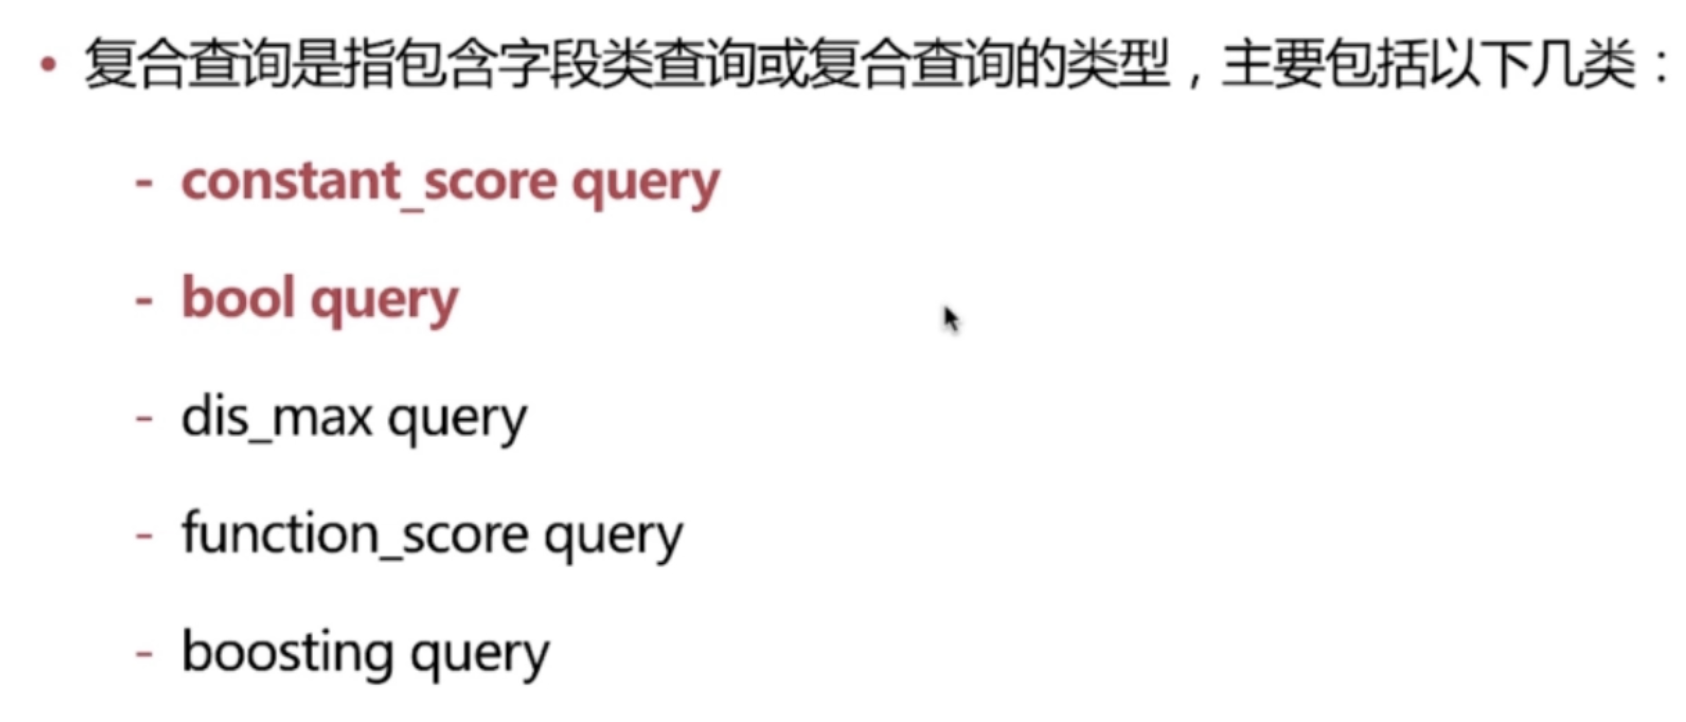 • 复合查询是指包含字段类查询或复合查询的类型，主要包括以下几类：
- constant_score query
- bool query
- dis_max query
- function_score query
- boosting query